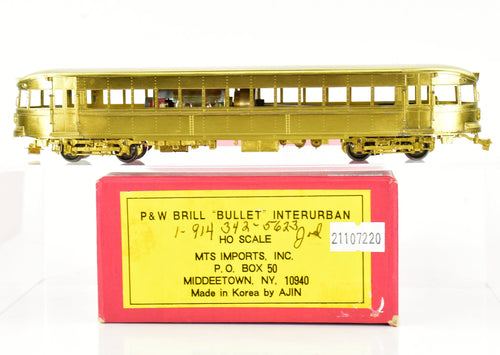 P&W BRILL "BULLET" INTERURBAN
1-914 342-5623 Jod
HO SCALE
21107220
MTS IMPORTS, INC.
P.O. BOX 50
MIDDEETOWN, NY, 10940
Made in Korea by AJIN